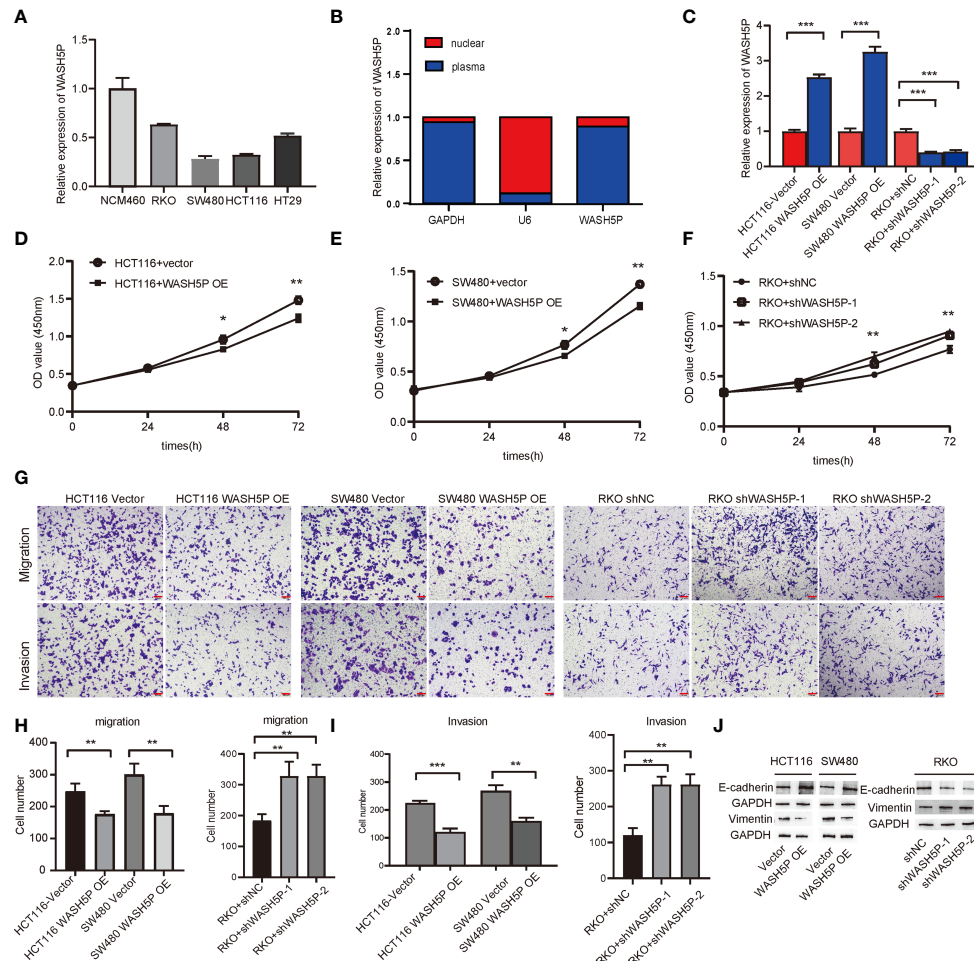 A
Relative expression of WASH5P
1.5
1.0
0.5
0.0
NCM460 RKO SW480 HCT116 HT29
B
Relative expression of WASH5P
2.0
1.5
1.0
0.5
0.0
nuclear
plasma
GAPDH U6 WASH5P
C
Relative expression of WASH5P
4
3
2
1
0
*** ***
***
***
HCT116-Vector
HCT116 WASH5P OE
SW480 Vector
SW480 WASH5P OE
RKO+shNC
RKO+shWASH5P-1
RKO+shWASH5P-2
D
OD value (450nm)
2.0
1.5
1.0
0.5
0.0
HCT116+vector
HCT116+WASH5P OE
* **
0 24 48 72
times(h)
E
OD value (450nm)
1.5
1.0
0.5
0.0
SW480+vector
SW480+WASH5P OE
* **
0 24 48 72
times(h)
F
OD value (450nm)
1.5
1.0
0.5
0.0
RKO+shNC
RKO+shWASH5P-1
RKO+shWASH5P-2
** **
0 24 48 72
times(h)
G
HCT116 Vector HCT116 WASH5P OE SW480 Vector SW480 WASH5P OE RKO shNC RKO shWASH5P-1 RKO shWASH5P-2
Migration
Invasion
H
migration
Cell number
400
300
200
100
0
** **
HCT116-Vector
HCT116 WASH5P OE
SW480 Vector
SW480 WASH5P OE
migration
Cell number
400
300
200
100
0
**
**
RKO+shNC
RKO+shWASH5P-1
RKO+shWASH5P-2
I
Invasion
Cell number
400
300
200
100
0
*** **
HCT116-Vector
HCT116 WASH5P OE
SW480 Vector
SW480 WASH5P OE
Invasion
Cell number
300
200
100
0
**
**
RKO+shNC
RKO+shWASH5P-1
RKO+shWASH5P-2
J
HCT116 SW480
E-cadherin
GAPDH
Vimentin
GAPDH
Vector
WASH5P OE
Vector
WASH5P OE
RKO
E-cadherin
Vimentin
GAPDH
shNC
shWASH5P-1
shWASH5P-2